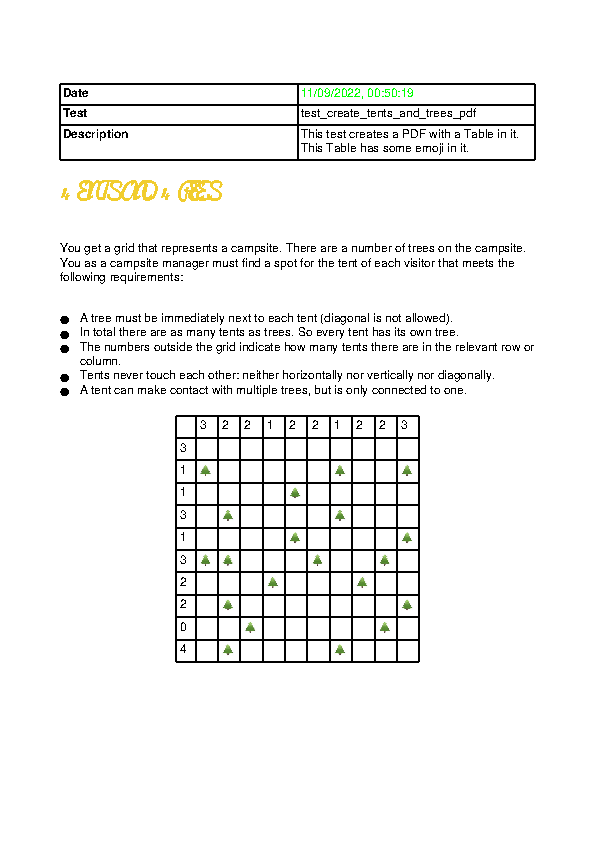 Date 11/09/2022, 00:50:19
Test test_create_tents_and_trees_pdf
Description This test creates a PDF with a Table in it.
This Table has some emoji in it.
You get a grid that represents a campsite. There are a number of trees on the campsite.
You as a campsite manager must find a spot for the tent of each visitor that meets the
following requirements:
A tree must be immediately next to each tent (diagonal is not allowed).
In total there are as many tents as trees. So every tent has its own tree.
The numbers outside the grid indicate how many tents there are in the relevant row or
column.
Tents never touch each other: neither horizontally nor vertically nor diagonally.
A tent can make contact with multiple trees, but is only connected to one.
3 2 2 1 2 2 1 2 2 3
3
1
1
3
1
3
2
2
0
4